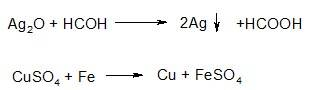 Ag₂O + HCOH ⟶ 2Ag↓ +HCOOH
CuSO₄ + Fe ⟶ Cu + FeSO₄